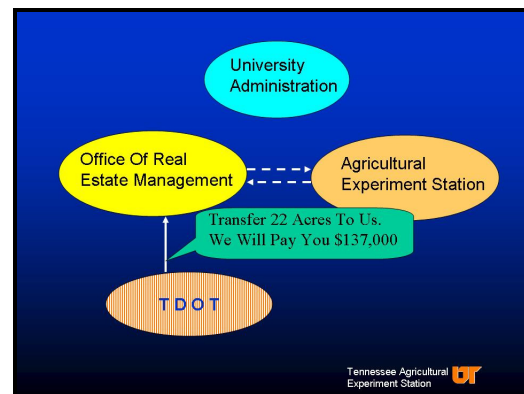 University
Administration
Office Of Real
Estate Management
Agricultural
Experiment Station
Transfer 22 Acres To Us.
We Will Pay You $137,000
T D O T
Tennessee Agricultural
Experiment Station
UT